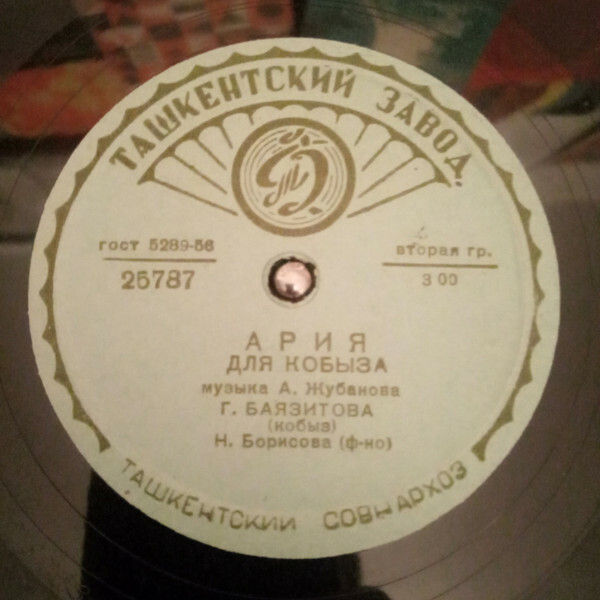 ТАШКЕНТСКИЙ ЗАВОД.
ГОСТ 5289-56
25787
вторая гр.
3 00
АРИЯ
ДЛЯ КОБЫЗА
музыка А. Жубанова
Г. БАЯЗИТОВА
(кобыз)
Н. Борисова (ф-но)
ТАШКЕНТСКИЙ СОВНАРХОЗ